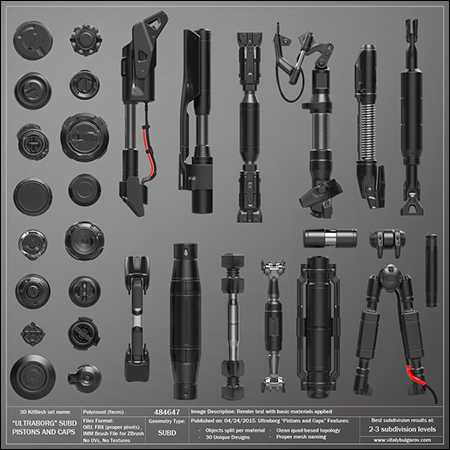 3D KitBash set name:
"ULTRABORG" SUBD
PISTONS AND CAPS
Polycount (faces) 484647
Files Format:
OBJ, FBX (proper pivots)
IMM Brush File for ZBrush
No UVs, No Textures
Geometry Type:
SUBD
Image Description: Render test with basic materials applied
Published on: 04/24/2015. Ultraborg "Pistons and Caps." Features:
- Objects split per material
- 30 Unique Designs
- Clean quad-based topology
- Proper mesh naming
Best subdivision results at:
2-3 subdivision levels
www.vitalybulgarov.com